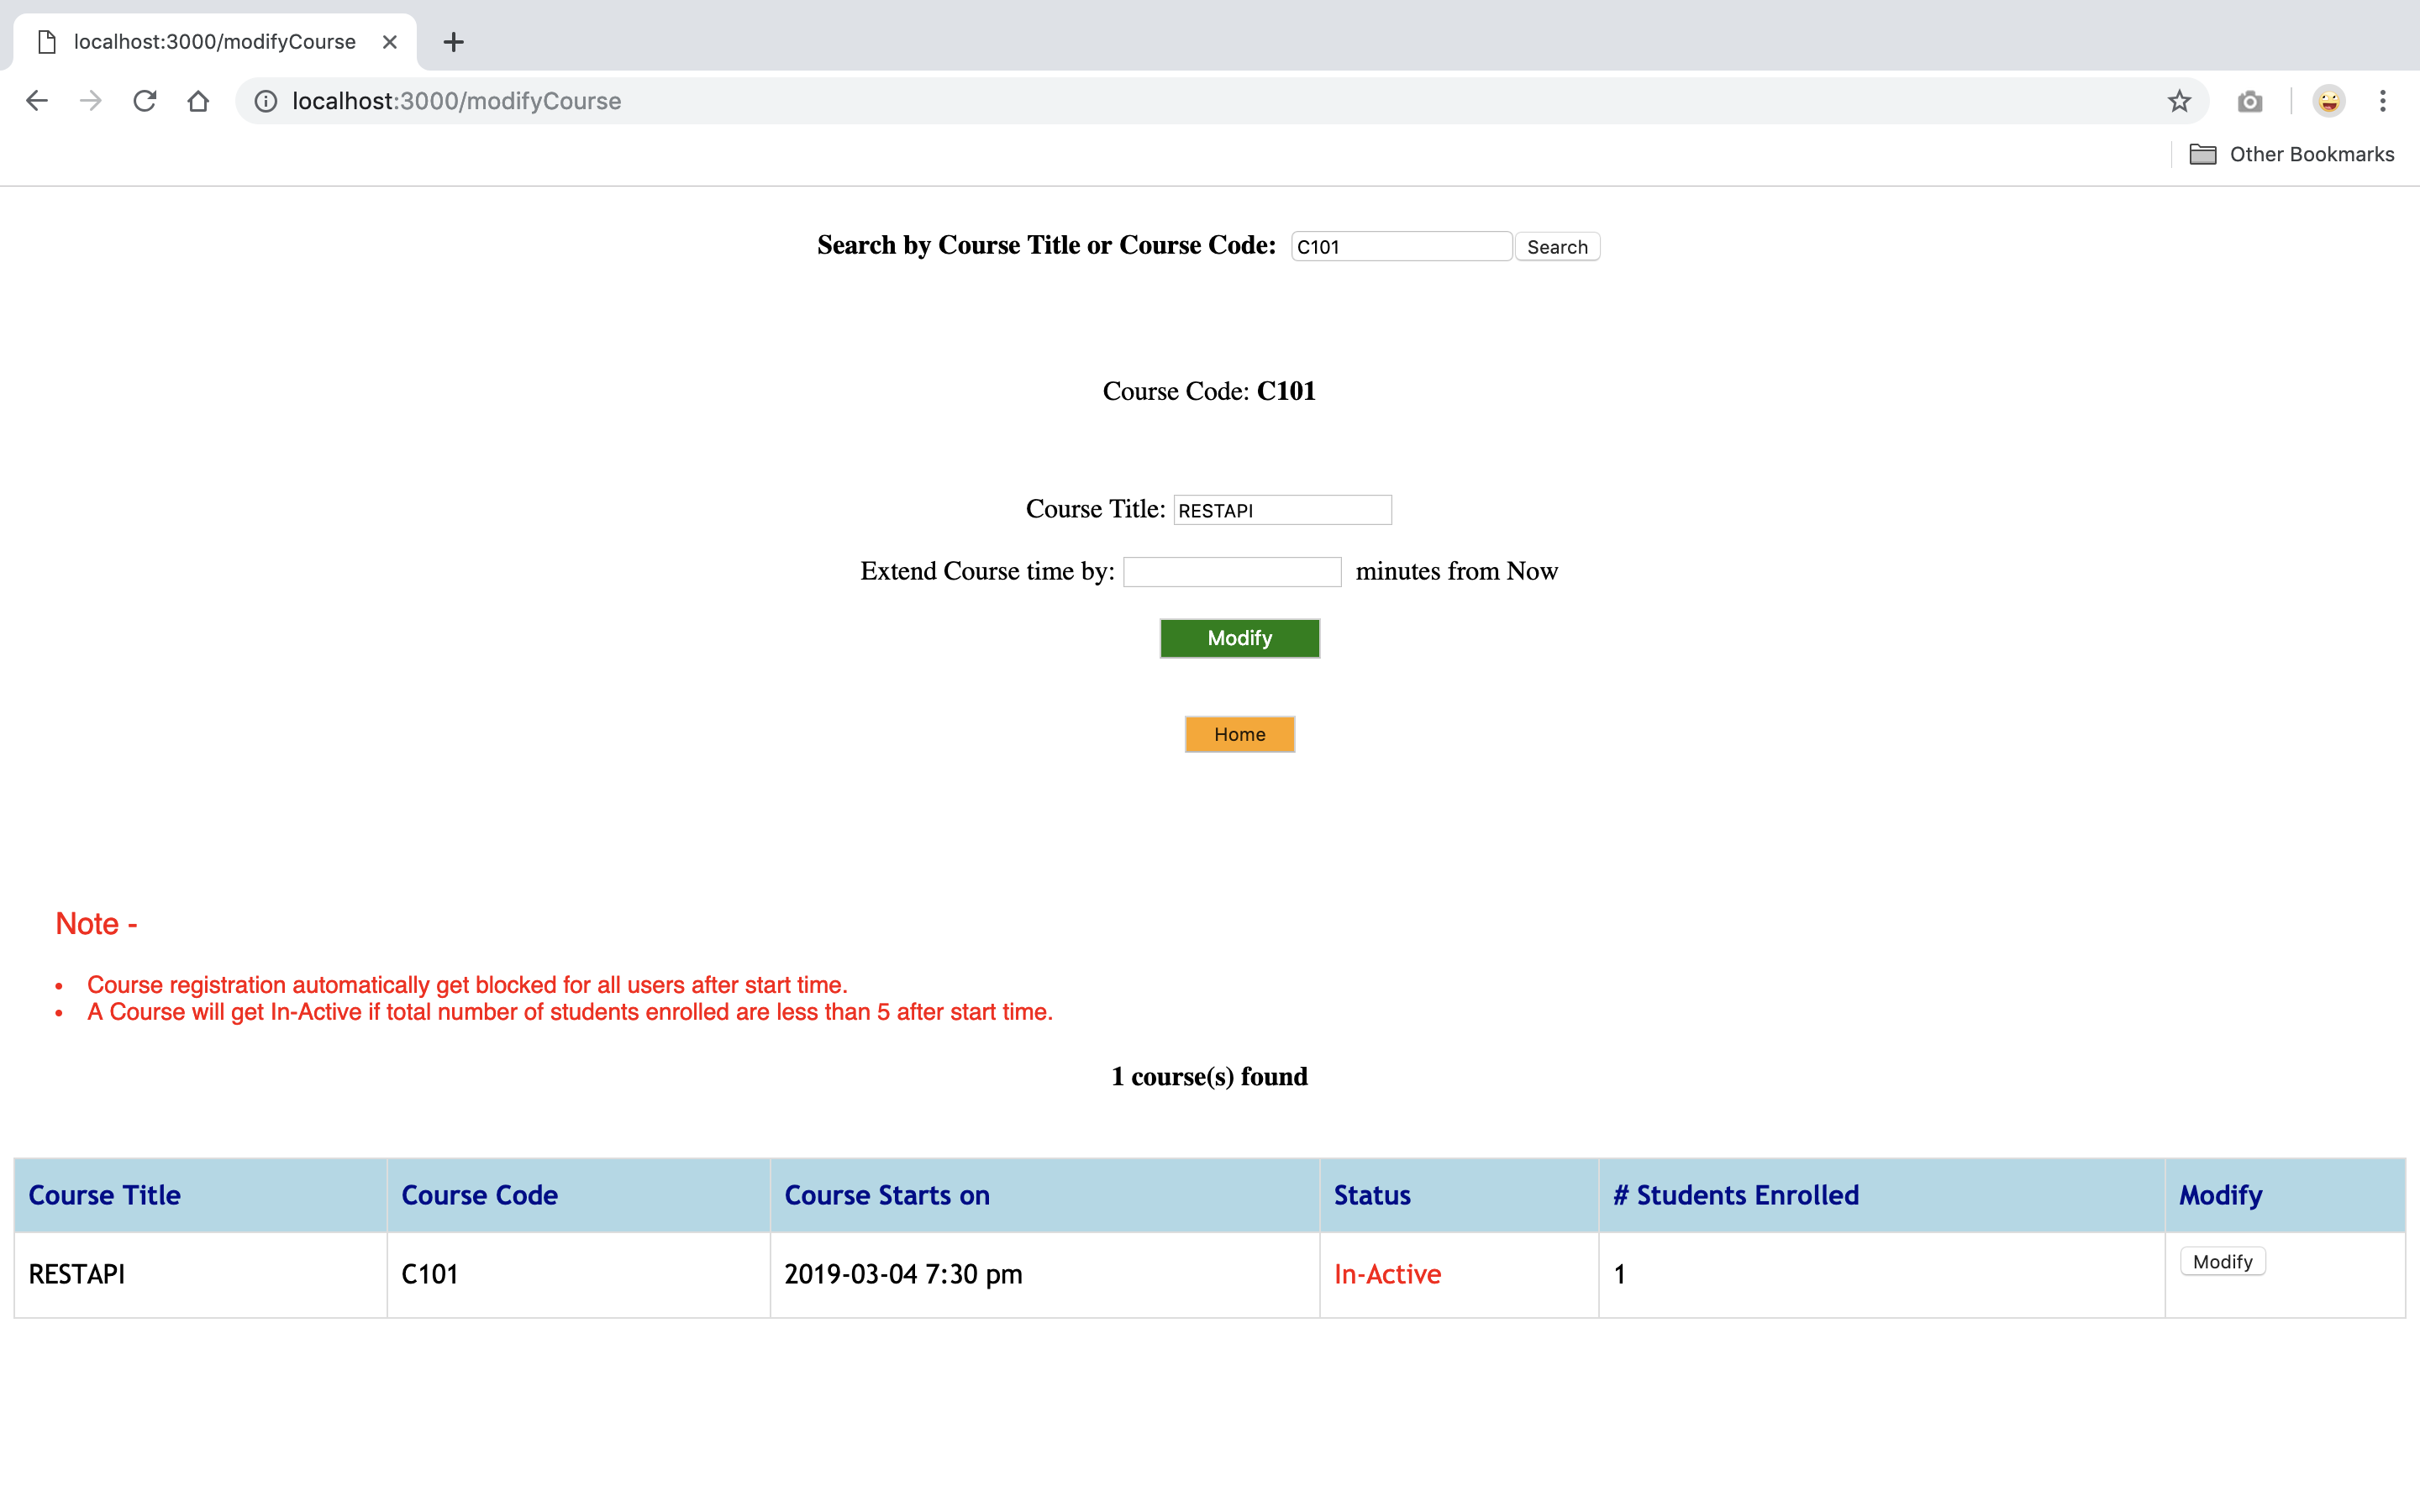 localhost:3000/modifyCourse
localhost:3000/modifyCourse
Other Bookmarks
Search by Course Title or Course Code: C101 Search
Course Code: C101
Course Title: RESTAPI
Extend Course time by: minutes from Now
Modify
Home
Note -
• Course registration automatically get blocked for all users after start time.
• A Course will get In-Active if total number of students enrolled are less than 5 after start time.
1 course(s) found
Course Title Course Code Course Starts on Status # Students Enrolled Modify
RESTAPI C101 2019-03-04 7:30 pm In-Active 1 Modify